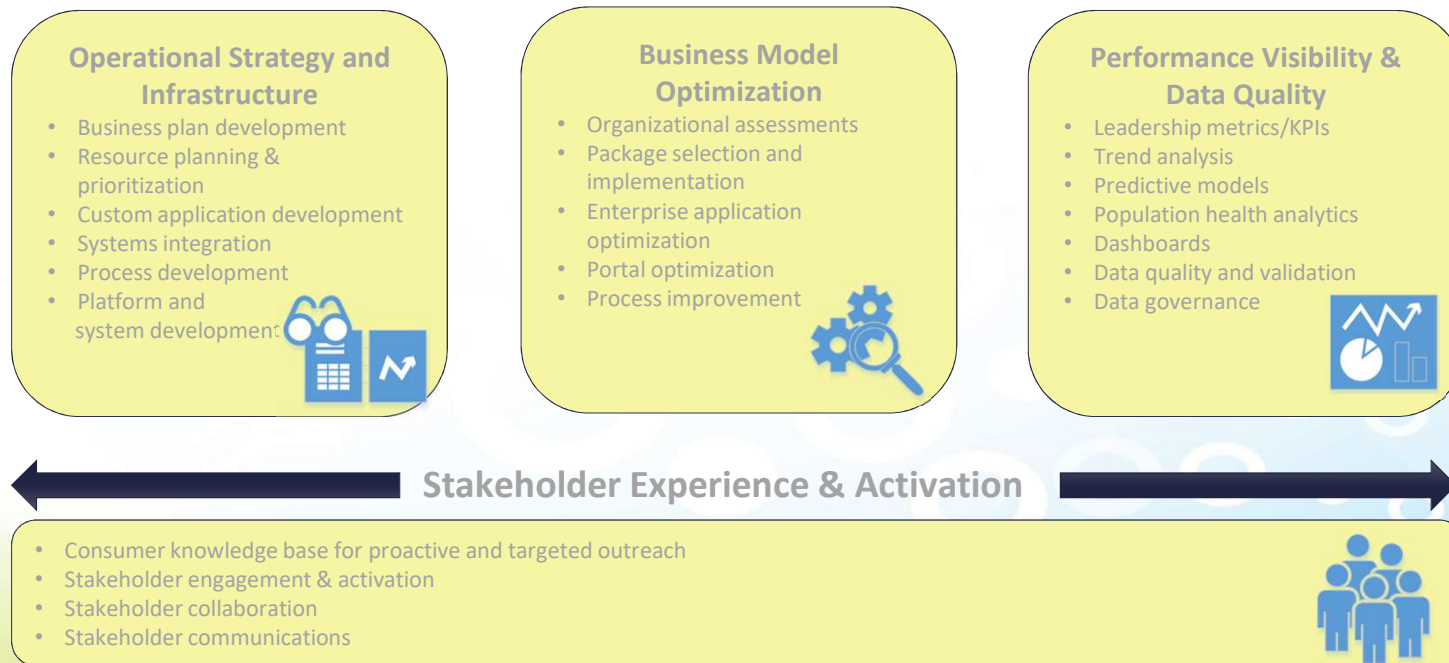 Operational Strategy and
Infrastructure
• Business plan development
• Resource planning &
prioritization
• Custom application development
• Systems integration
• Process development
• Platform and
system development
Business Model
Optimization
• Organizational assessments
• Package selection and
implementation
• Enterprise application
optimization
• Portal optimization
• Process improvement
Performance Visibility &
Data Quality
• Leadership metrics/KPIs
• Trend analysis
• Predictive models
• Population health analytics
• Dashboards
• Data quality and validation
• Data governance
Stakeholder Experience & Activation
• Consumer knowledge base for proactive and targeted outreach
• Stakeholder engagement & activation
• Stakeholder collaboration
• Stakeholder communications